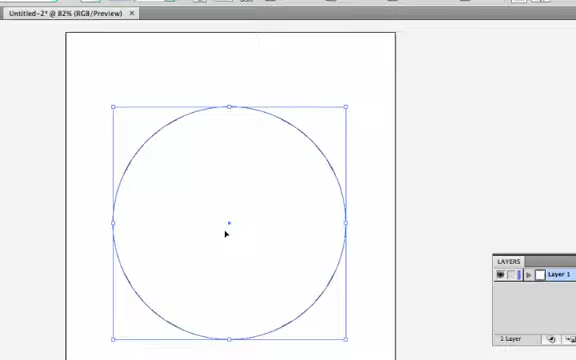 Untitled-2* @ 82% (RGB/Preview) ×
LAYERS
Layer 1
1 Layer